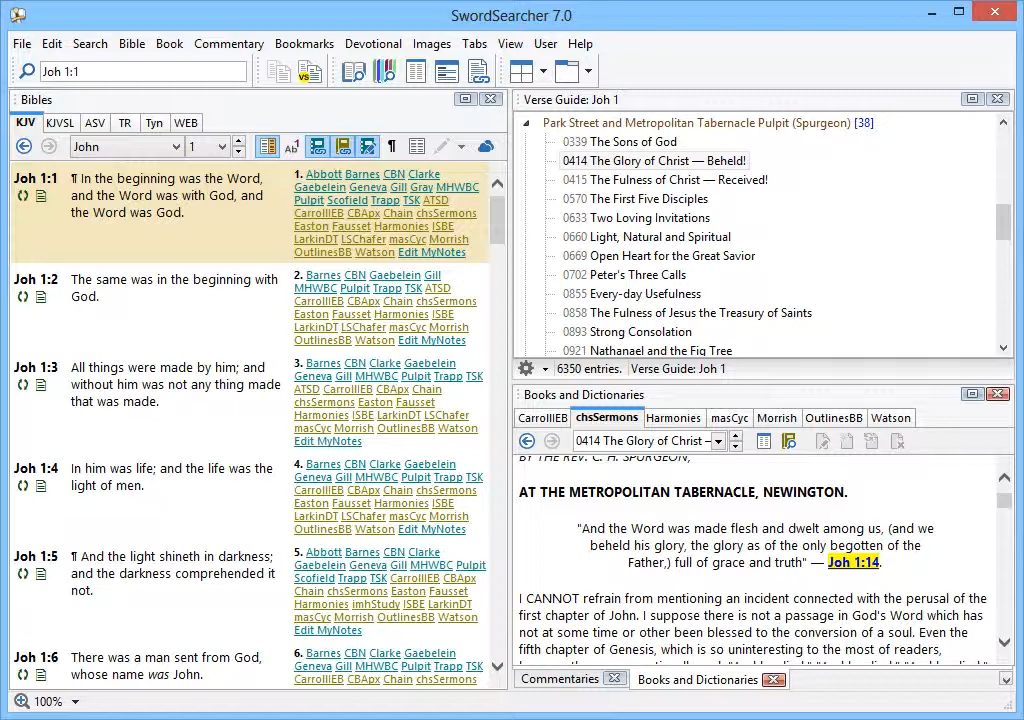 SwordSearcher 7.0
File Edit Search Bible Book Commentary Bookmarks Devotional Images Tabs View User Help
Joh 1:1
vs
Bibles
KJV KJVSL ASV TR Tyn WEB
John 1 Ab1 ¶
Joh 1:1 ¶ In the beginning was the Word,
and the Word was with God, and
the Word was God.
1. Abbott Barnes CBN Clarke
Gaebelein Geneva Gill Gray MHWBC
Pulpit Scofield Trapp TSK ATSD
CarrollEB CBApx Chain chsSermons
Easton Fausset Harmonies ISBE
LarkinDT LSChafer masCyc Morrish
OutlinesBB Watson Edit MyNotes
Joh 1:2 The same was in the beginning with
God.
2. Barnes CBN Gaebelein Gill
MHWBC Pulpit Trapp TSK ATSD
CarrollIEB CBApx Chain chsSermons
Easton Fausset Harmonies ISBE
LarkinDT LSChafer masCyc Morrish
OutlinesBB Watson Edit MyNotes
Joh 1:3 All things were made by him; and
without him was not any thing made
that was made.
3. Barnes CBN Clarke Gaebelein
Geneva Gill MHWBC Pulpit Trapp TSK
ATSD CarrollIEB CBApx Chain
chsSermons Easton Fausset
Harmonies ISBE LarkinDT LSChafer
masCyc Morrish OutlinesBB Watson
Edit MyNotes
Joh 1:4 In him was life; and the life was the
light of men.
4. Barnes CBN Clarke Gaebelein
Geneva Gill MHWBC Pulpit Trapp TSK
CarrollIEB CBApx Chain chsSermons
Easton Fausset Harmonies ISBE
LarkinDT LSChafer masCyc Morrish
OutlinesBB Watson Edit MyNotes
Joh 1:5 ¶ And the light shineth in darkness;
and the darkness comprehended it
not.
5. Abbott Barnes CBN Clarke
Gaebelein Geneva Gill MHWBC Pulpit
Scofield Trapp TSK CarrollIEB CBApx
Chain chsSermons Easton Fausset
Harmonies imhStudy ISBE LarkinDT
masCyc Morrish OutlinesBB Watson
Edit MyNotes
Joh 1:6 There was a man sent from God,
whose name was John.
6. Barnes CBN Clarke Gaebelein
Geneva Gill MHWBC Pulpit Trapp TSK
CarrollIEB CBApx Chain chsSermons
100%
Verse Guide: Joh 1
Park Street and Metropolitan Tabernacle Pulpit (Spurgeon) [38]
0339 The Sons of God
0414 The Glory of Christ — Beheld!
0415 The Fulness of Christ — Received!
0570 The First Five Disciples
0633 Two Loving Invitations
0660 Light, Natural and Spiritual
0669 Open Heart for the Great Savior
0702 Peter's Three Calls
0855 Every-day Usefulness
0858 The Fulness of Jesus the Treasury of Saints
0893 Strong Consolation
0921 Nathanael and the Fig Tree
6350 entries. Verse Guide: Joh 1
Books and Dictionaries
CarrollIEB chsSermons Harmonies masCyc Morrish OutlinesBB Watson
0414 The Glory of Christ —
BY THE REV. C. H. SPURGEON,
AT THE METROPOLITAN TABERNACLE, NEWINGTON.
"And the Word was made flesh and dwelt among us, (and we
beheld his glory, the glory as of the only begotten of the
Father,) full of grace and truth" — Joh 1:14.
I CANNOT refrain from mentioning an incident connected with the perusal of the
first chapter of John. I suppose there is not a passage in God's Word which has
not at some time or other been blessed to the conversion of a soul. Even the
fifth chapter of Genesis, which is so uninteresting to the most of readers,
Commentaries Books and Dictionaries